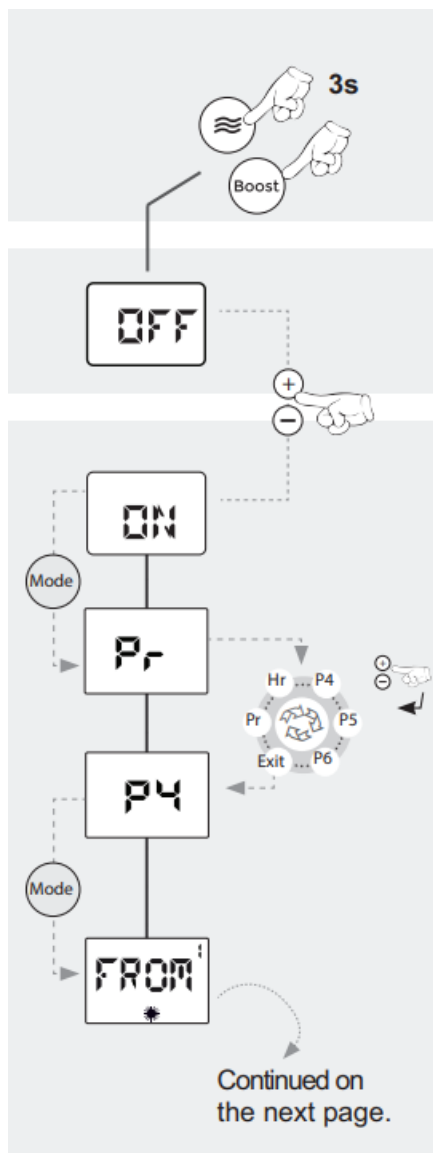 3s
Boost
OFF
+
−
ON
Mode
Pr
Hr ... P4
Pr P5
Exit ... P6
+
−
P4
Mode
FROM 1
Continued on
the next page.